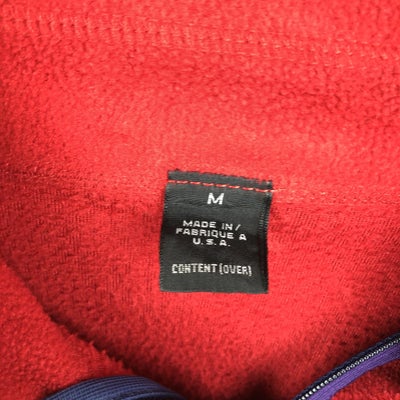 M
MADE IN/
FABRIQUE A
U.S.A.
CONTENT (OVER)